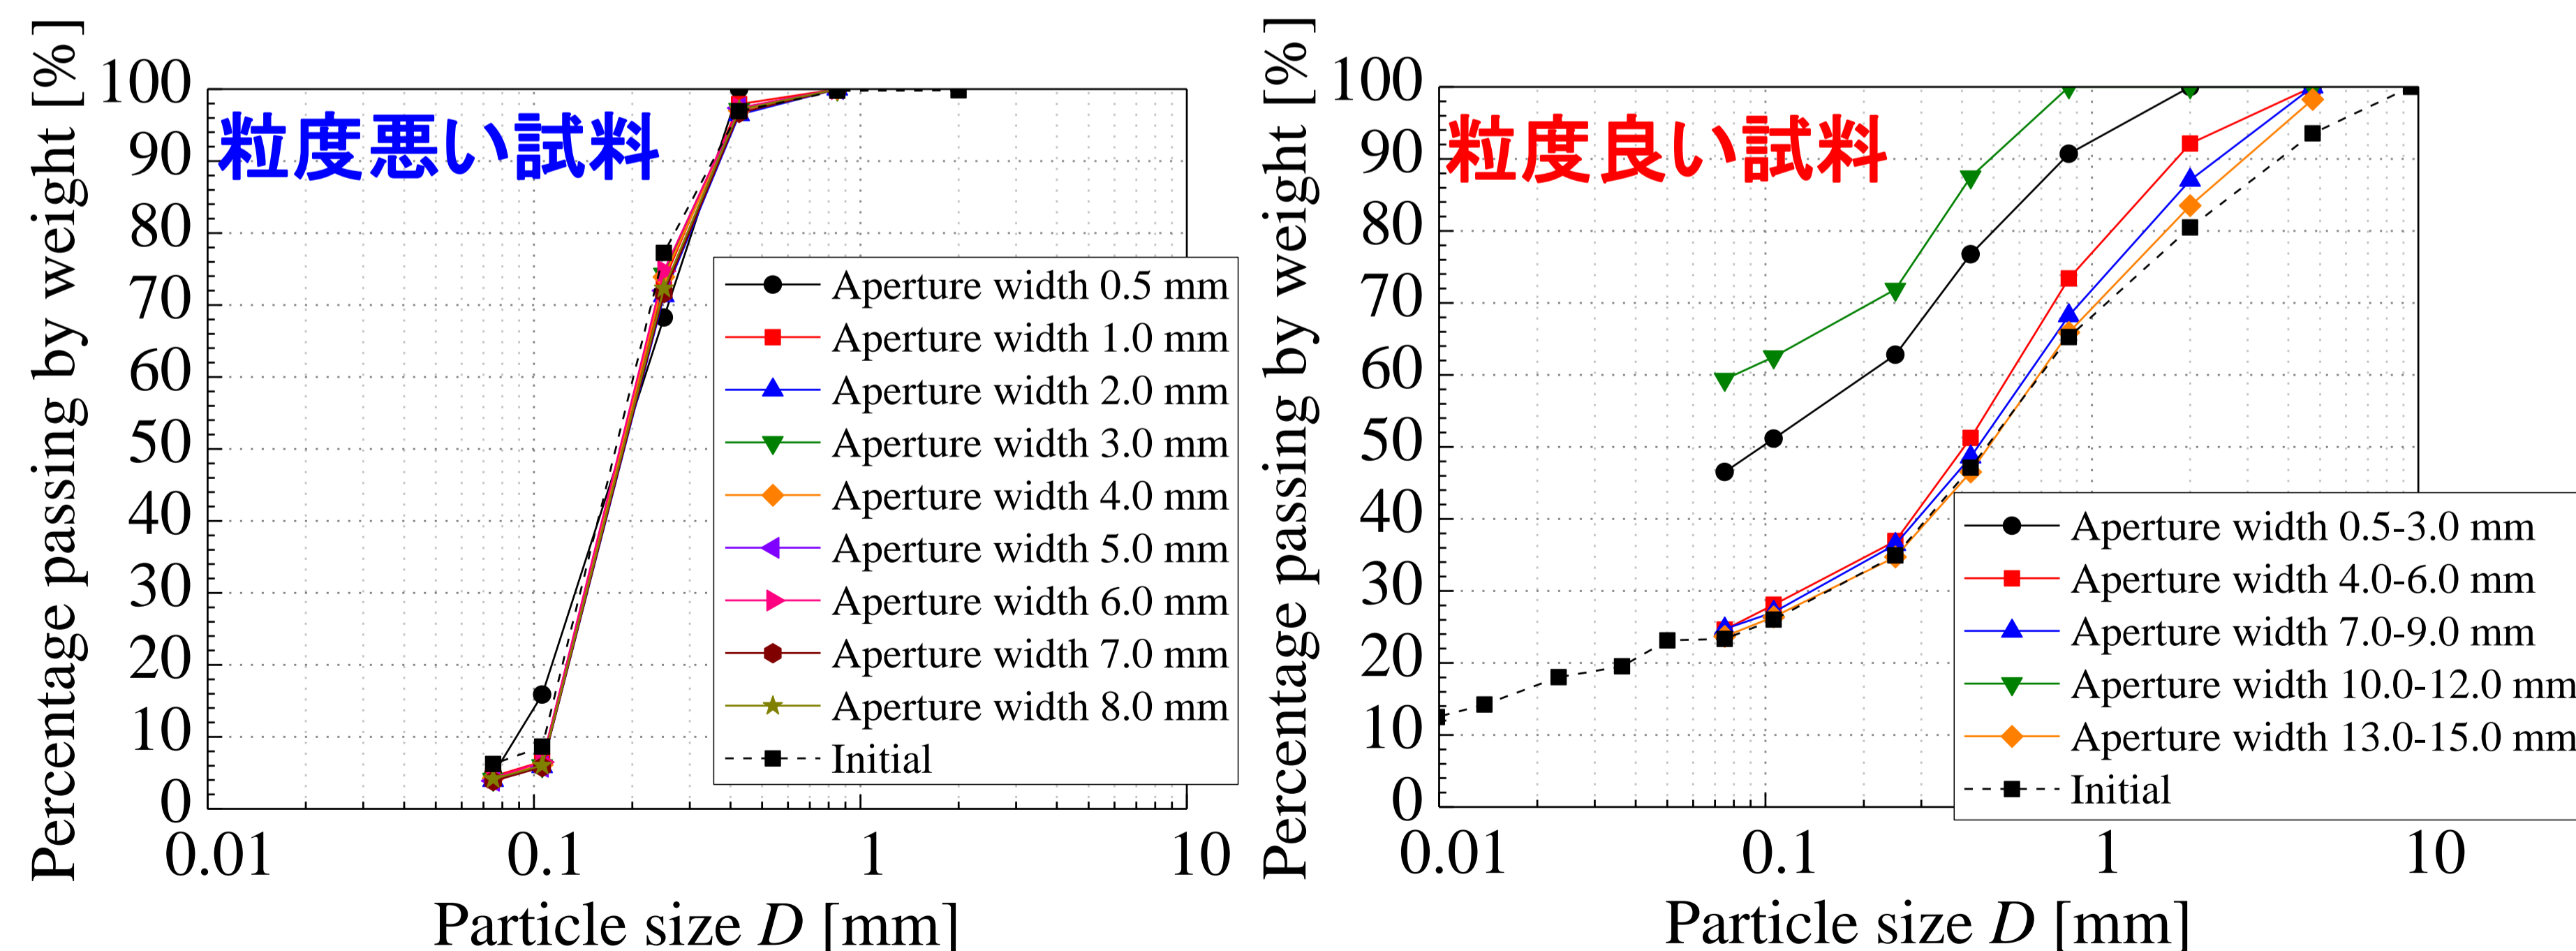 Percentage passing by weight [%]
100
90
80
70
60
50
40
30
20
10
0
粒度悪い試料
Aperture width 0.5 mm
Aperture width 1.0 mm
Aperture width 2.0 mm
Aperture width 3.0 mm
Aperture width 4.0 mm
Aperture width 5.0 mm
Aperture width 6.0 mm
Aperture width 7.0 mm
Aperture width 8.0 mm
Initial
0.01 0.1 1 10
Particle size D [mm]
Percentage passing by weight [%]
100
90
80
70
60
50
40
30
20
10
0
粒度良い試料
Aperture width 0.5-3.0 mm
Aperture width 4.0-6.0 mm
Aperture width 7.0-9.0 mm
Aperture width 10.0-12.0 mm
Aperture width 13.0-15.0 mm
Initial
0.01 0.1 1 10
Particle size D [mm]